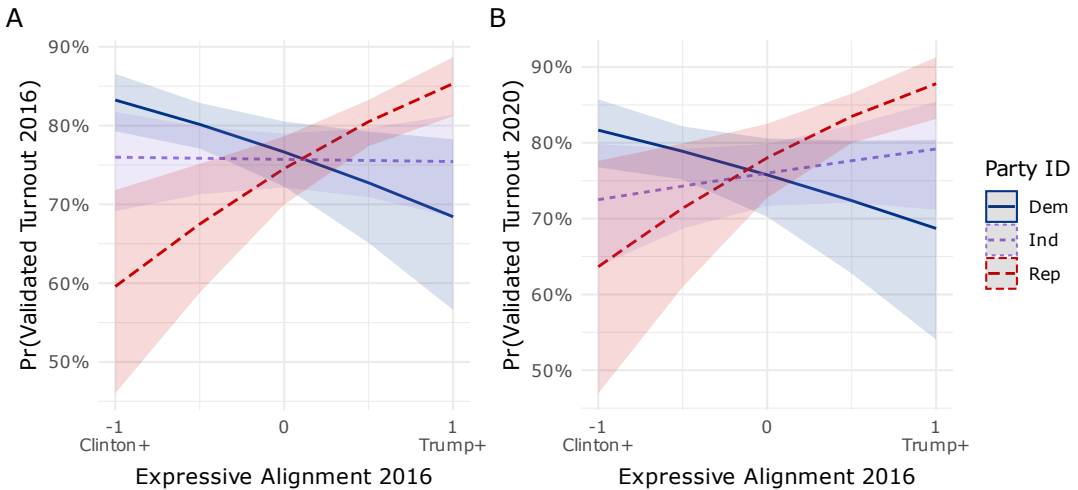 A
Pr(Validated Turnout 2016)
90%
80%
70%
60%
50%
-1
0
1
Clinton+
Trump+
Expressive Alignment 2016
B
Pr(Validated Turnout 2020)
90%
80%
70%
60%
50%
-1
0
1
Clinton+
Trump+
Expressive Alignment 2016
Party ID
Dem
Ind
Rep